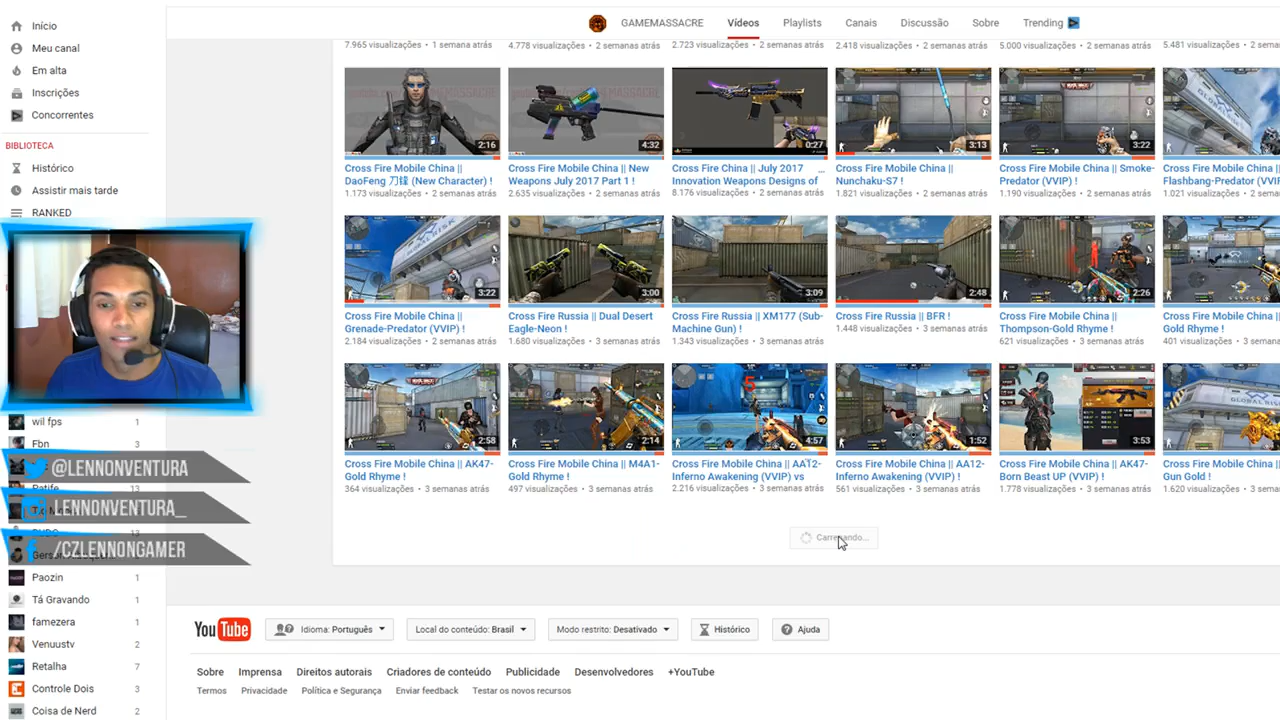 Início
Meu canal
Em alta
Inscrições
Concorrentes
BIBLIOTECA
Histórico
Assistir mais tarde
RANKED
wil fps 1
Fbn 3
@LENNONVENTURA
13
LENNONVENTURA_
/CZLENNONGAMER
Paozin 1
Tá Gravando 1
famezera 1
Venuustv 2
Retalha 7
Controle Dois 3
Coisa de Nerd 2
GAMEMASSACRE Vídeos Playlists Canais Discussão Sobre Trending
7.965 visualizações • 1 semana atrás
4.778 visualizações • 2 semanas atrás
2.723 visualizações • 2 semanas atrás
2.418 visualizações • 2 semanas atrás
5.000 visualizações • 2 semanas atrás
5.481 visualizações • 2 semanas
2:16
Cross Fire Mobile China ||
DaoFeng 刀锋 (New Character) !
1.173 visualizações • 2 semanas atrás
4:32
Cross Fire Mobile China || New
Weapons July 2017 Part 1 !
2.635 visualizações • 2 semanas atrás
0:27
Cross Fire China || July 2017 ...
Innovation Weapons Designs of
8.176 visualizações • 2 semanas atrás
3:13
Cross Fire Mobile China ||
Nunchaku-S7 !
1.821 visualizações • 2 semanas atrás
3:22
Cross Fire Mobile China || Smoke-
Predator (VVIP) !
1.190 visualizações • 2 semanas atrás
GLOBAL RISK
Cross Fire Mobile China ||
Flashbang-Predator (VVIP)
1.021 visualizações • 2 semanas
3:22
Cross Fire Mobile China ||
Grenade-Predator (VVIP) !
2.184 visualizações • 2 semanas atrás
3:00
Cross Fire Russia || Dual Desert
Eagle-Neon !
1.680 visualizações • 3 semanas atrás
3:09
Cross Fire Russia || XM177 (Sub-
Machine Gun) !
1.343 visualizações • 3 semanas atrás
2:48
Cross Fire Russia || BFR !
1.448 visualizações • 3 semanas atrás
2:26
Cross Fire Mobile China ||
Thompson-Gold Rhyme !
621 visualizações • 3 semanas atrás
Cross Fire Mobile China ||
Gold Rhyme !
401 visualizações • 3 semanas
2:58
Cross Fire Mobile China || AK47-
Gold Rhyme !
364 visualizações • 3 semanas atrás
2:14
Cross Fire Mobile China || M4A1-
Gold Rhyme !
497 visualizações • 3 semanas atrás
5
4:57
Cross Fire Mobile China || AA12-
Inferno Awakening (VVIP) vs
2.216 visualizações • 3 semanas atrás
1:52
Cross Fire Mobile China || AA12-
Inferno Awakening (VVIP) !
561 visualizações • 3 semanas atrás
3:53
Cross Fire Mobile China || AK47-
Born Beast UP (VVIP) !
1.778 visualizações • 3 semanas atrás
Cross Fire Mobile China ||
Gun Gold !
1.620 visualizações • 3 semanas
Carregando...
YouTube
Idioma: Português
Local do conteúdo: Brasil
Modo restrito: Desativado
Histórico
Ajuda
Sobre Imprensa Direitos autorais Criadores de conteúdo Publicidade Desenvolvedores +YouTube
Termos Privacidade Política e Segurança Enviar feedback Testar os novos recursos